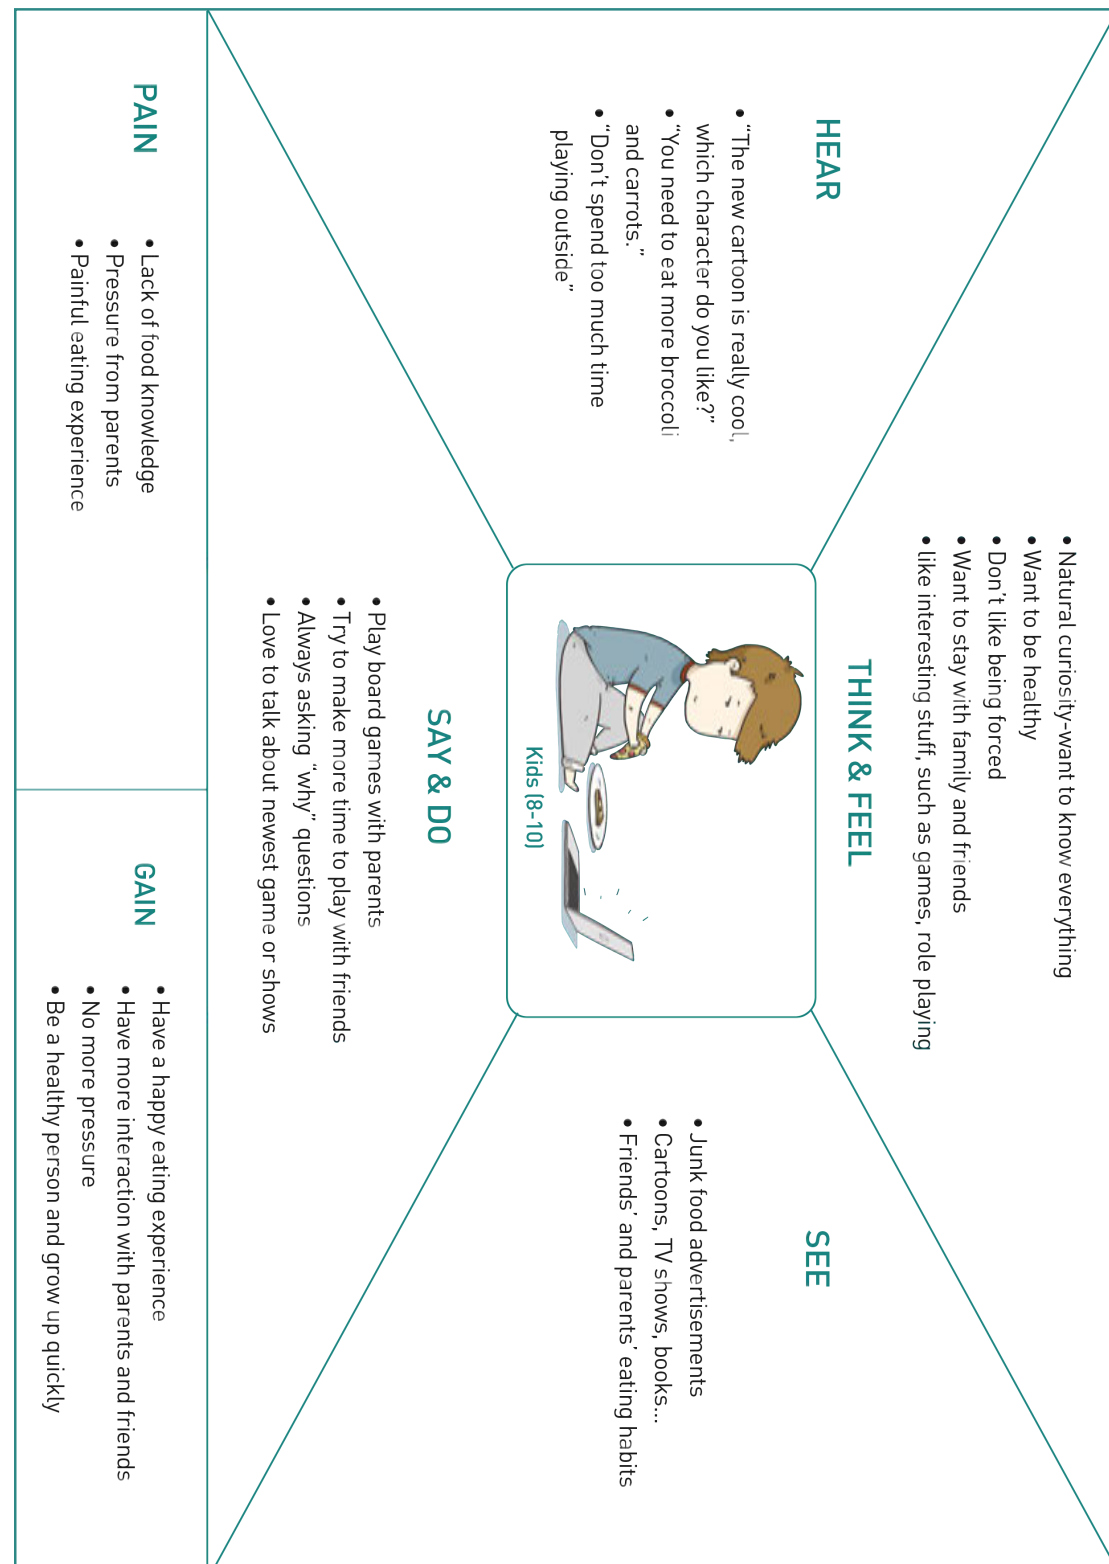 THINK & FEEL
• Natural curiosity-want to know everything
• Want to be healthy
• Don't like being forced
• Want to stay with family and friends
• like interesting stuff, such as games, role playing
HEAR
• “The new cartoon is really cool,
which character do you like?”
• “You need to eat more broccoli
and carrots.”
• “Don't spend too much time
playing outside”
Kids (8-10)
SEE
• Junk food advertisements
• Cartoons, TV shows, books...
• Friends' and parents' eating habits
SAY & DO
• Play board games with parents
• Try to make more time to play with friends
• Always asking “why” questions
• Love to talk about newest game or shows
PAIN
• Lack of food knowledge
• Pressure from parents
• Painful eating experience
GAIN
• Have a happy eating experience
• Have more interaction with parents and friends
• No more pressure
• Be a healthy person and grow up quickly